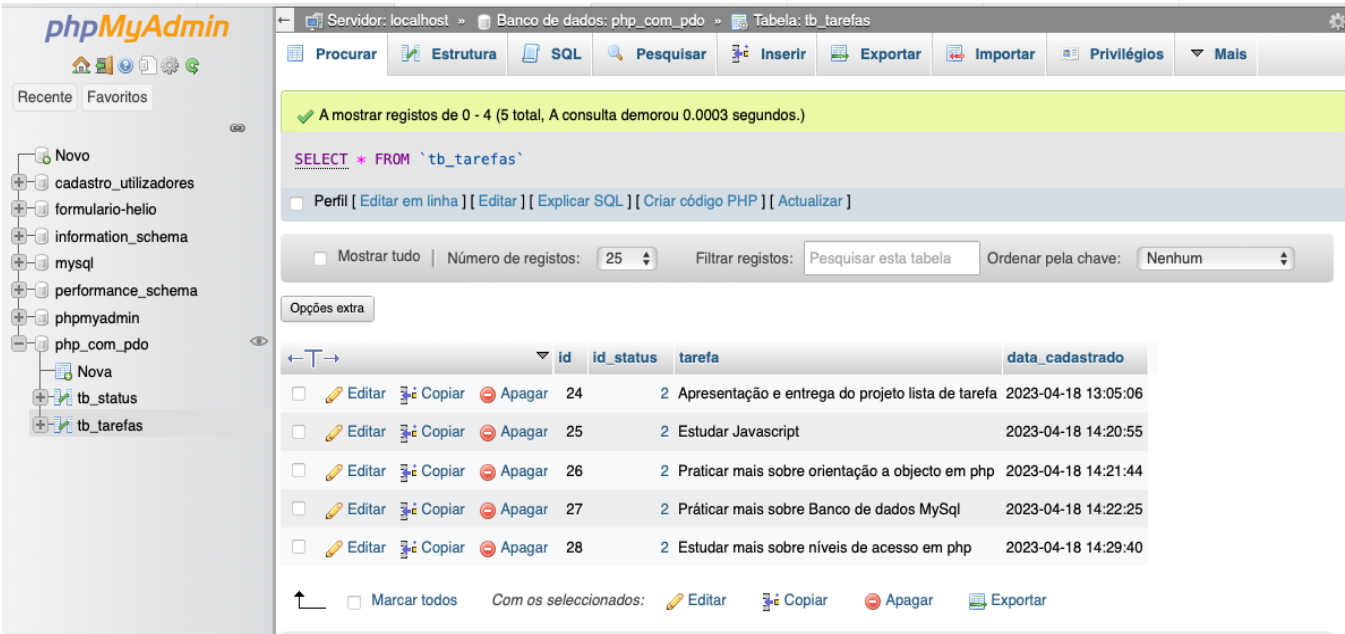 phpMyAdmin
Recente Favoritos
Novo
cadastro_utilizadores
formulario-helio
information_schema
mysql
performance_schema
phpmyadmin
php_com_pdo
Nova
tb_status
tb_tarefas
← Servidor: localhost » Banco de dados: php_com_pdo » Tabela: tb_tarefas
Procurar Estrutura SQL Pesquisar Inserir Exportar Importar Privilégios Mais
A mostrar registos de 0 - 4 (5 total, A consulta demorou 0.0003 segundos.)
SELECT * FROM `tb_tarefas`
Perfil [ Editar em linha ] [ Editar ] [ Explicar SQL ] [ Criar código PHP ] [ Actualizar ]
Mostrar tudo | Número de registos: 25 Filtrar registos: Pesquisar esta tabela Ordenar pela chave: Nenhum
Opções extra
←T→ id id_status tarefa data_cadastrado
Editar Copiar Apagar 24 2 Apresentação e entrega do projeto lista de tarefa 2023-04-18 13:05:06
Editar Copiar Apagar 25 2 Estudar Javascript 2023-04-18 14:20:55
Editar Copiar Apagar 26 2 Praticar mais sobre orientação a objecto em php 2023-04-18 14:21:44
Editar Copiar Apagar 27 2 Práticar mais sobre Banco de dados MySql 2023-04-18 14:22:25
Editar Copiar Apagar 28 2 Estudar mais sobre níveis de acesso em php 2023-04-18 14:29:40
Marcar todos Com os seleccionados: Editar Copiar Apagar Exportar